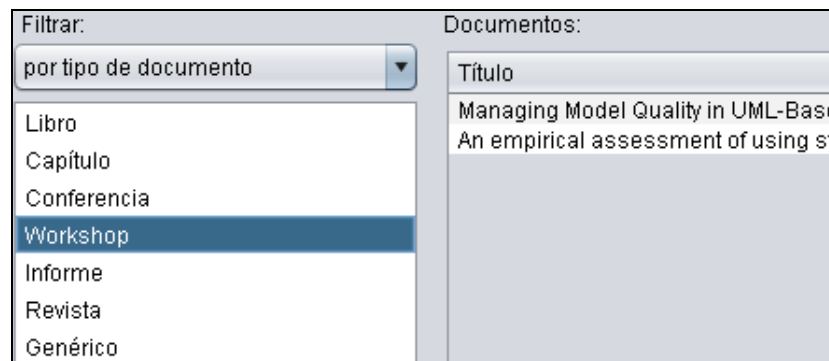 Filtrar:
por tipo de documento
Libro
Capítulo
Conferencia
Workshop
Informe
Revista
Genérico
Documentos:
Título
Managing Model Quality in UML-Bas
An empirical assessment of using s